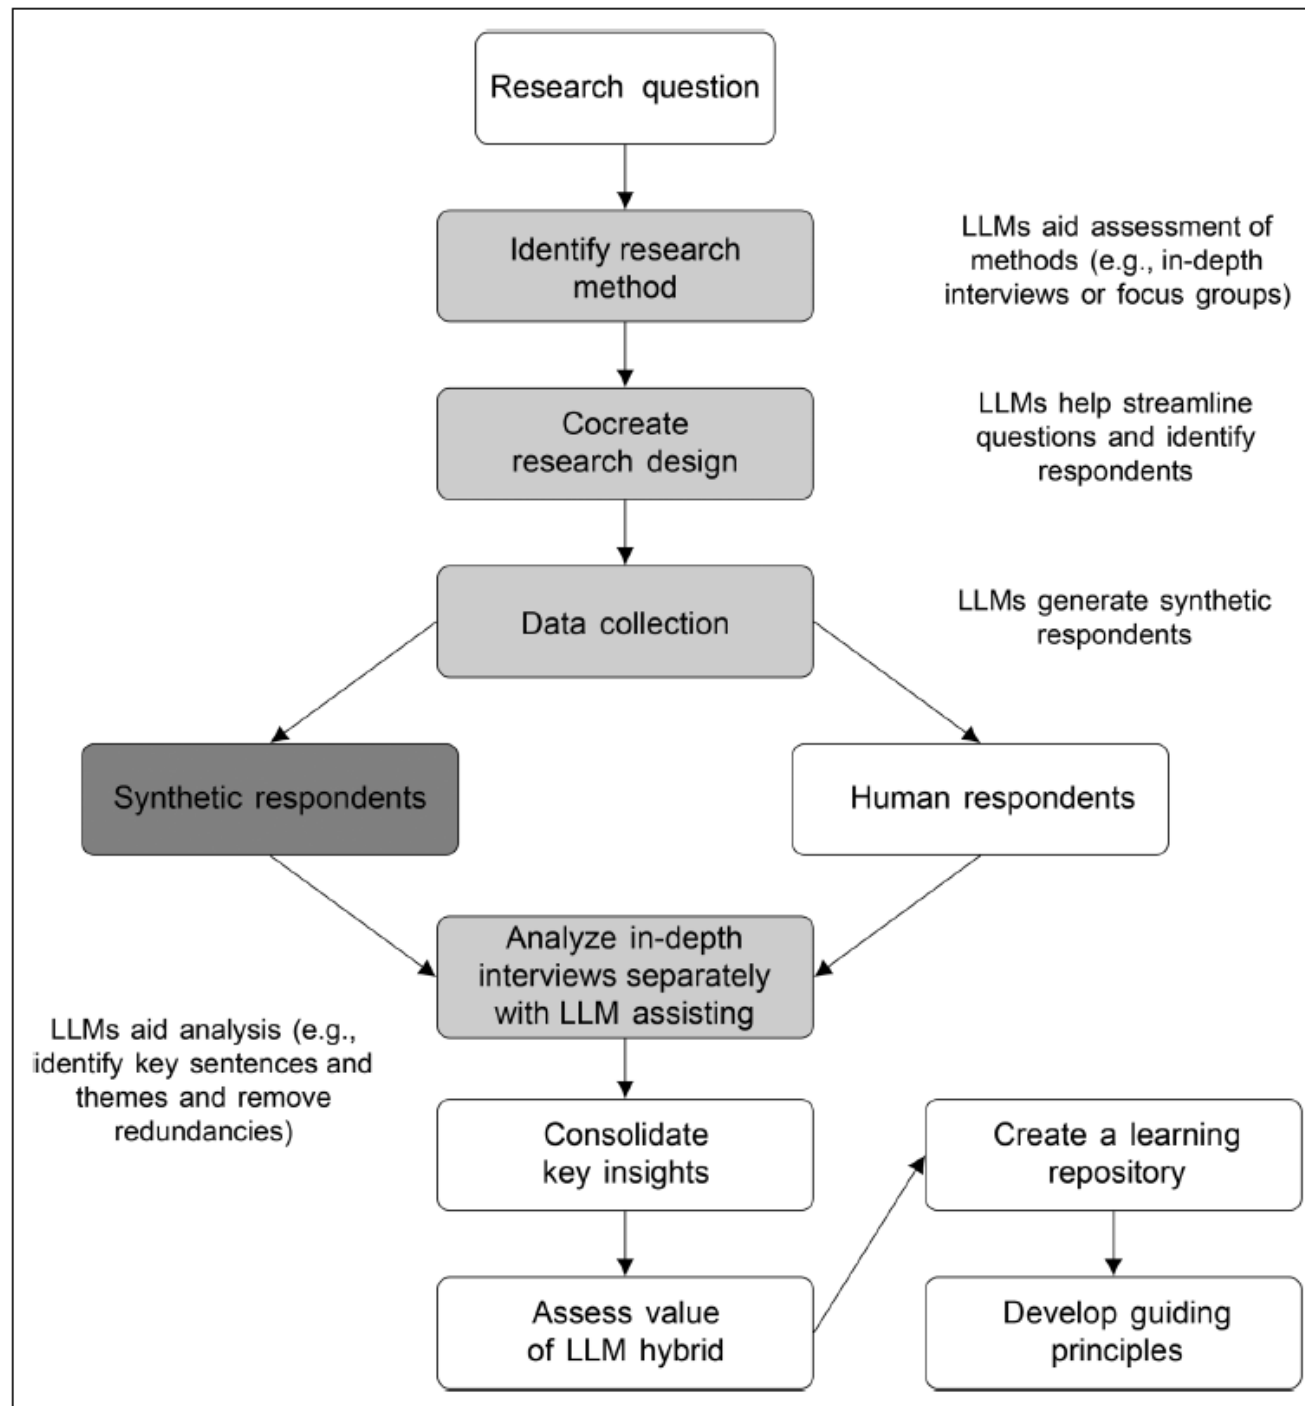 Research question
Identify research
method
LLMs aid assessment of
methods (e.g., in-depth
interviews or focus groups)
Cocreate
research design
LLMs help streamline
questions and identify
respondents
Data collection
LLMs generate synthetic
respondents
Synthetic respondents
Human respondents
Analyze in-depth
interviews separately
with LLM assisting
LLMs aid analysis (e.g.,
identify key sentences and
themes and remove
redundancies)
Consolidate
key insights
Assess value
of LLM hybrid
Create a learning
repository
Develop guiding
principles